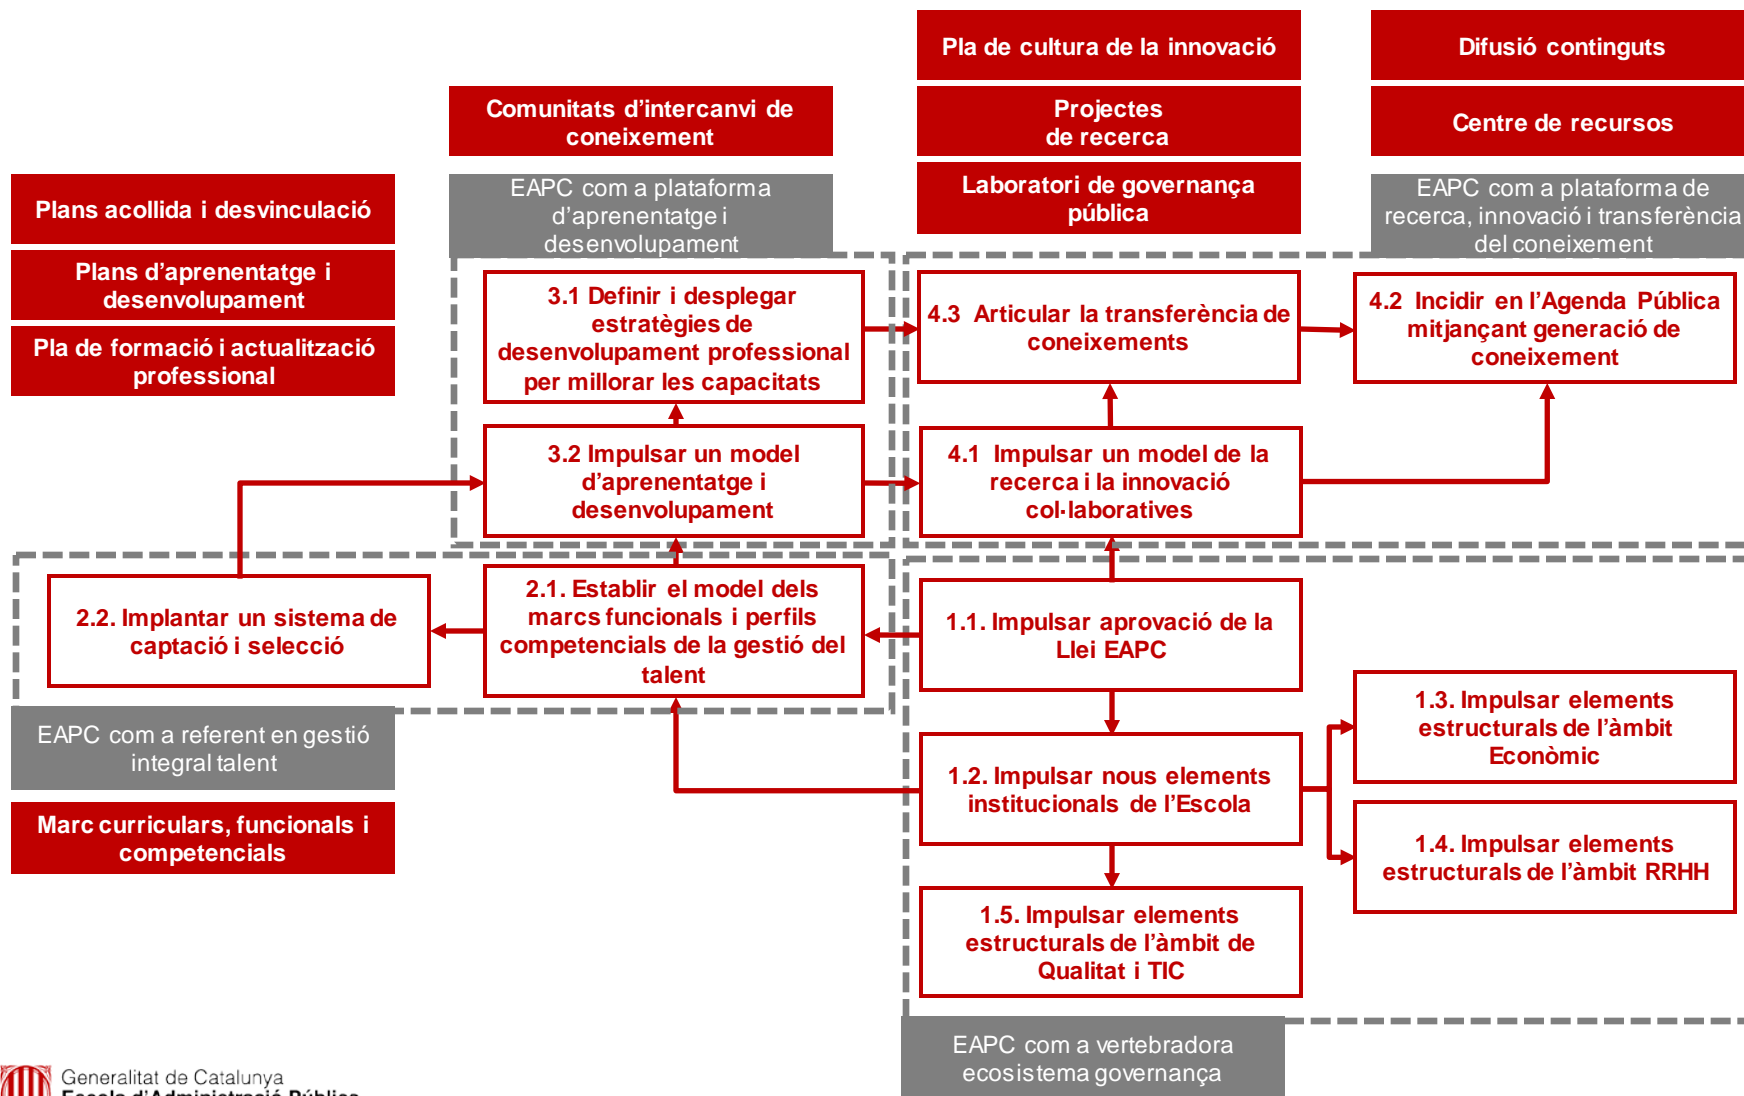 Pla de cultura de la innovació
Difusió continguts
Comunitats d’intercanvi de
coneixement
Projectes
de recerca
Centre de recursos
Plans acollida i desvinculació
EAPC com a plataforma
d’aprenentatge i
desenvolupament
Laboratori de governança
pública
EAPC com a plataforma de
recerca, innovació i transferència
del coneixement
Plans d’aprenentatge i
desenvolupament
Pla de formació i actualització
professional
3.1 Definir i desplegar
estratègies de
desenvolupament professional
per millorar les capacitats
4.3 Articular la transferència de
coneixements
4.2 Incidir en l’Agenda Pública
mitjançant generació de
coneixement
3.2 Impulsar un model
d’aprenentatge i
desenvolupament
4.1 Impulsar un model de la
recerca i la innovació
col·laboratives
2.2. Implantar un sistema de
captació i selecció
2.1. Establir el model dels
marcs funcionals i perfils
competencials de la gestió del
talent
1.1. Impulsar aprovació de la
Llei EAPC
EAPC com a referent en gestió
integral talent
1.2. Impulsar nous elements
institucionals de l’Escola
1.3. Impulsar elements
estructurals de l’àmbit
Econòmic
Marc curriculars, funcionals i
competencials
1.4. Impulsar elements
estructurals de l’àmbit RRHH
1.5. Impulsar elements
estructurals de l’àmbit de
Qualitat i TIC
EAPC com a vertebradora
ecosistema governança
Generalitat de Catalunya
Escola d’Administració Pública